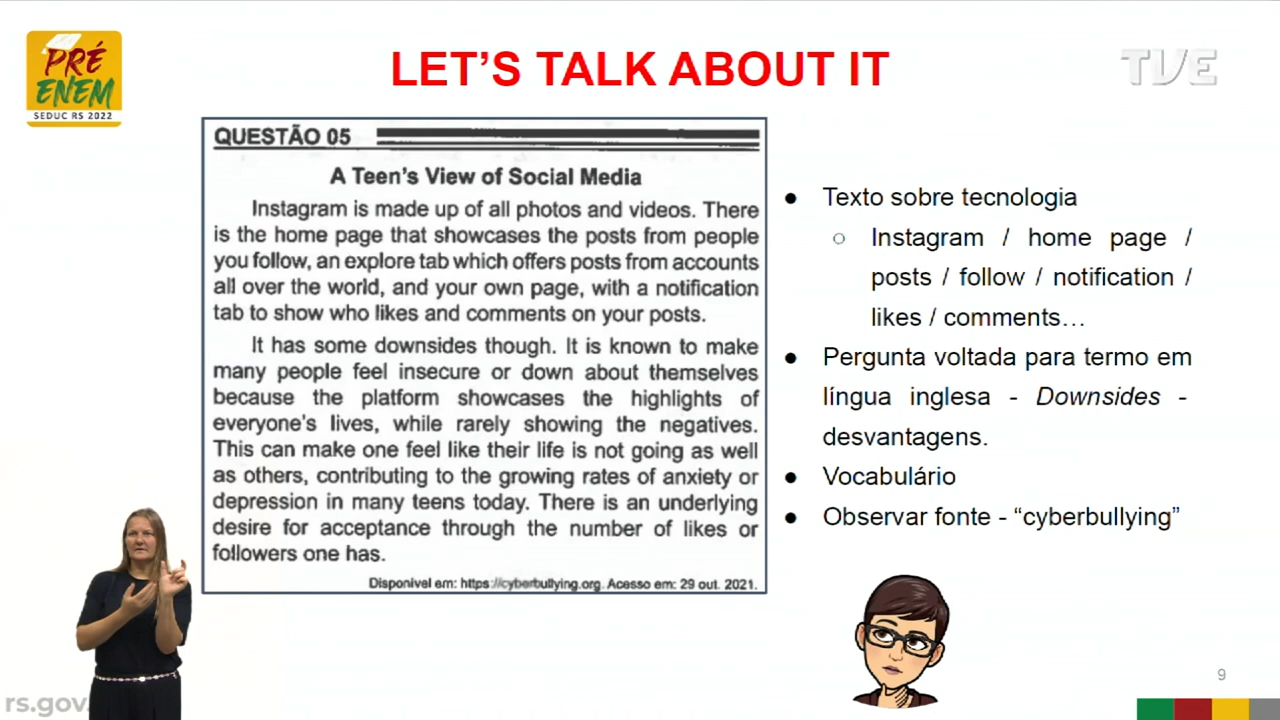 PRÉ
ENEM
SEDUC RS 2022
LET'S TALK ABOUT IT
TVE
QUESTÃO 05
A Teen's View of Social Media
Instagram is made up of all photos and videos. There
is the home page that showcases the posts from people
you follow, an explore tab which offers posts from accounts
all over the world, and your own page, with a notification
tab to show who likes and comments on your posts.
It has some downsides though. It is known to make
many people feel insecure or down about themselves
because the platform showcases the highlights of
everyone's lives, while rarely showing the negatives.
This can make one feel like their life is not going as well
as others, contributing to the growing rates of anxiety or
depression in many teens today. There is an underlying
desire for acceptance through the number of likes or
followers one has.
Disponível em: https://cyberbullying.org. Acesso em: 29 out. 2021.
● Texto sobre tecnologia
○ Instagram / home page /
posts / follow / notification /
likes / comments…
● Pergunta voltada para termo em
língua inglesa - Downsides -
desvantagens.
● Vocabulário
● Observar fonte - “cyberbullying”
9
rs.gov.